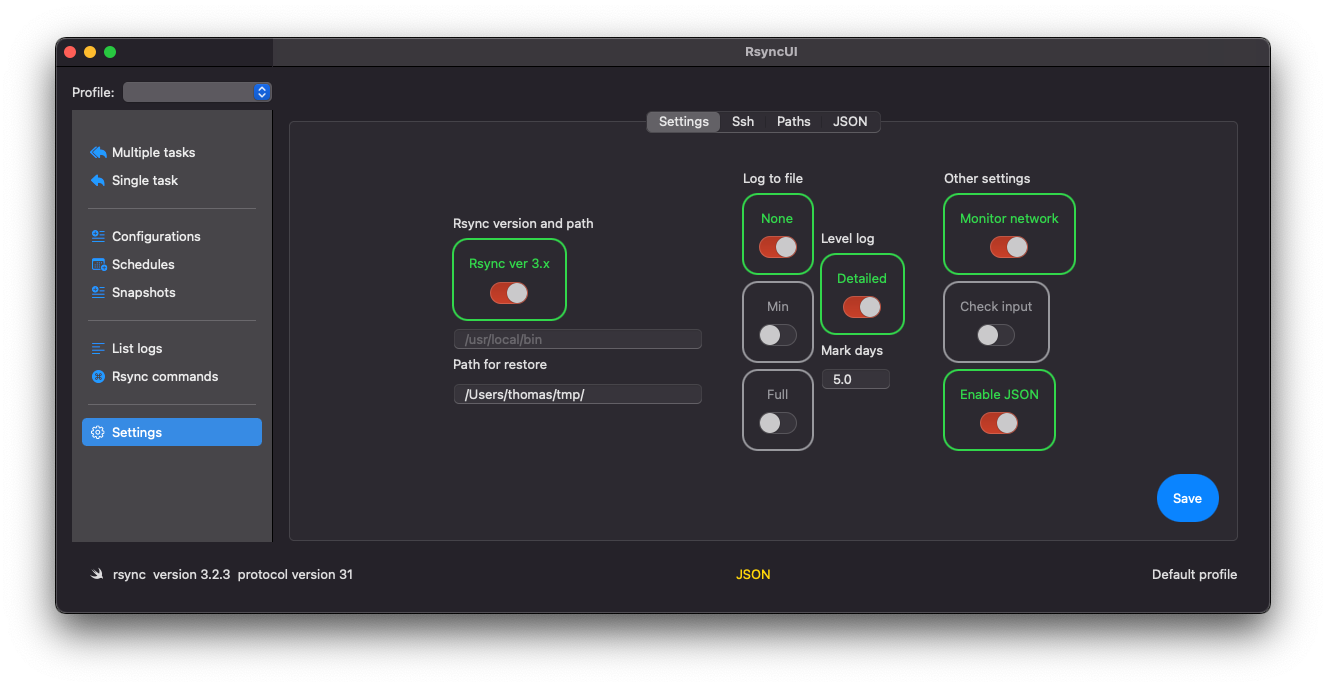 RsyncUI
Profile:
Multiple tasks
Single task
Configurations
Schedules
Snapshots
List logs
Rsync commands
Settings
Settings Ssh Paths JSON
Rsync version and path
Rsync ver 3.x
/usr/local/bin
Path for restore
/Users/thomas/tmp/
Log to file
None
Min
Full
Level log
Detailed
Mark days
5.0
Other settings
Monitor network
Check input
Enable JSON
Save
rsync version 3.2.3 protocol version 31
JSON
Default profile